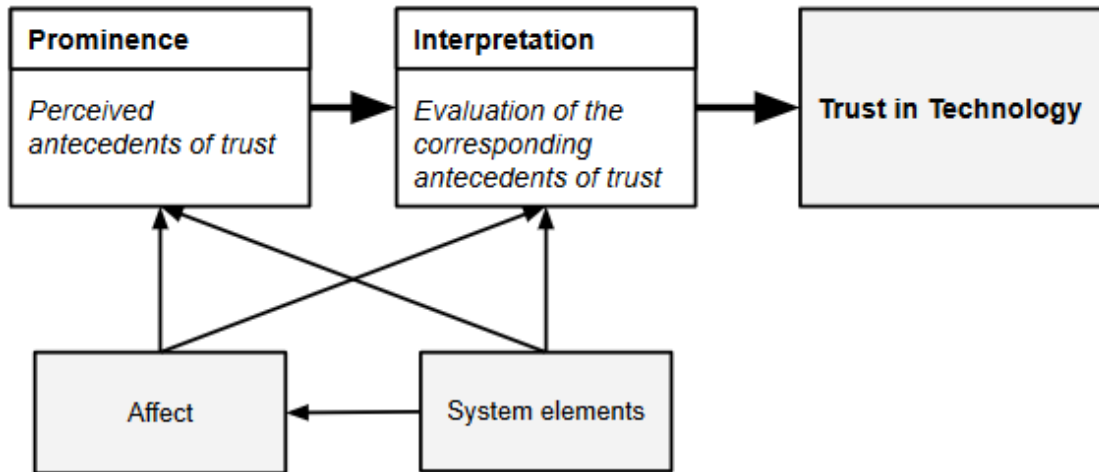 Prominence
Perceived
antecedents of trust
Interpretation
Evaluation of the
corresponding
antecedents of trust
Trust in Technology
Affect
System elements